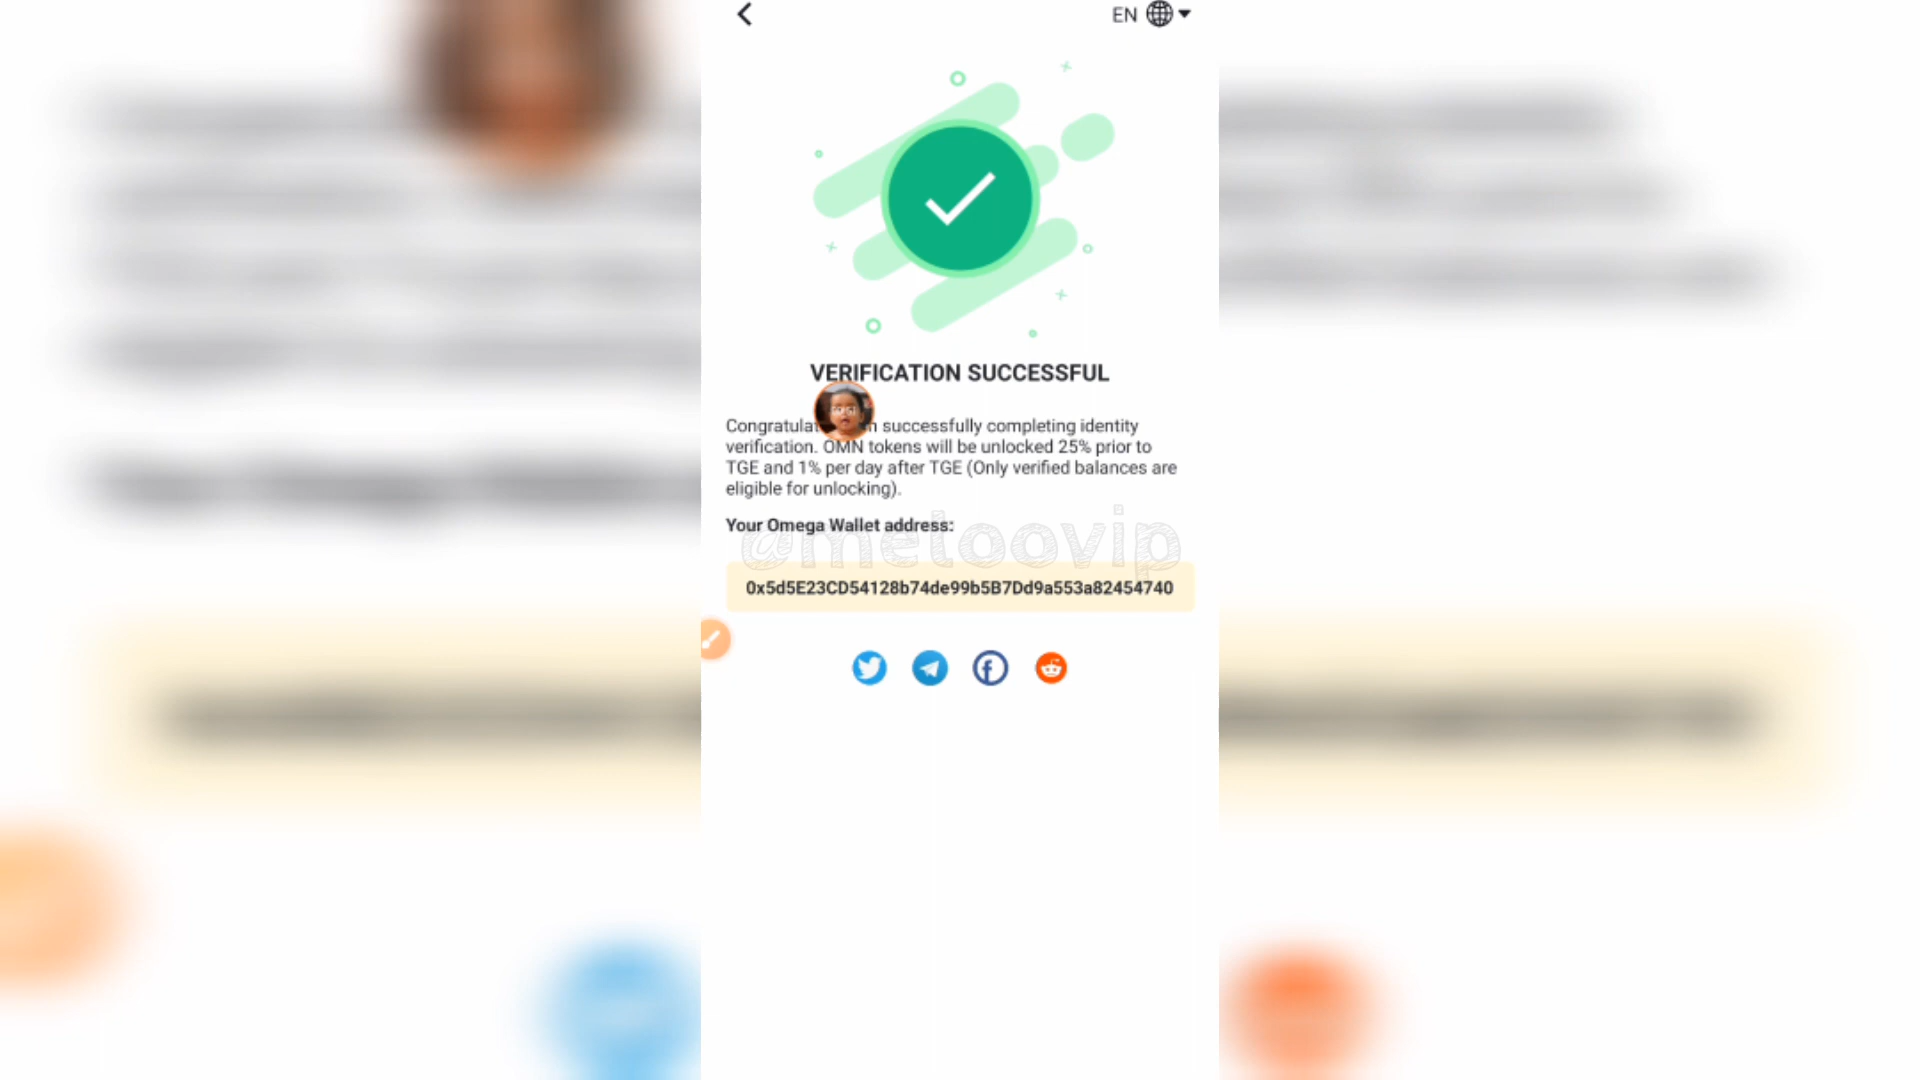 EN
VERIFICATION SUCCESSFUL
Congratulat n successfully completing identity
verification. OMN tokens will be unlocked 25% prior to
TGE and 1% per day after TGE (Only verified balances are
eligible for unlocking).
Your Omega Wallet address:
@metoovip
0x5d5E23CD54128b74de99b5B7Dd9a553a82454740